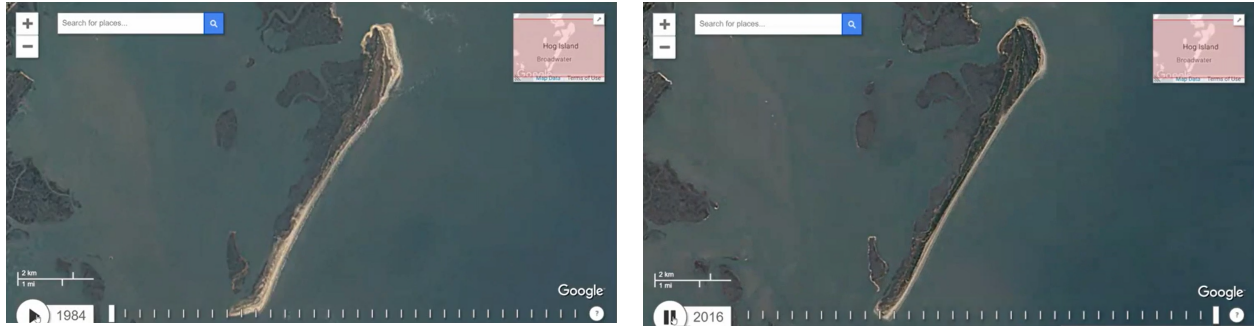 +
Search for places...
−
Hog Island
Broadwater
Map Data Terms of Use
2 km
1 mi
Google
1984
?
+
Search for places...
−
Hog Island
Broadwater
Map Data Terms of Use
2 km
1 mi
Google
2016
?